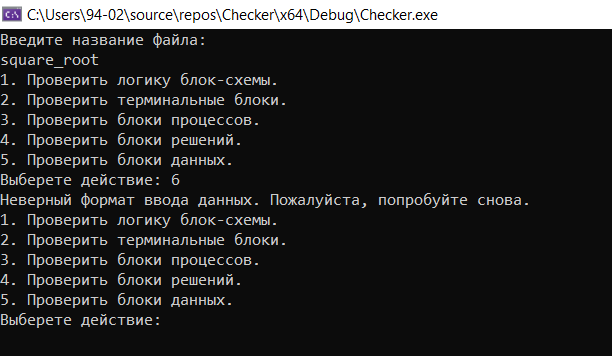 C:\Users\94-02\source\repos\Checker\x64\Debug\Checker.exe
Введите название файла:
square_root
1. Проверить логику блок-схемы.
2. Проверить терминальные блоки.
3. Проверить блоки процессов.
4. Проверить блоки решений.
5. Проверить блоки данных.
Выберете действие: 6
Неверный формат ввода данных. Пожалуйста, попробуйте снова.
1. Проверить логику блок-схемы.
2. Проверить терминальные блоки.
3. Проверить блоки процессов.
4. Проверить блоки решений.
5. Проверить блоки данных.
Выберете действие: